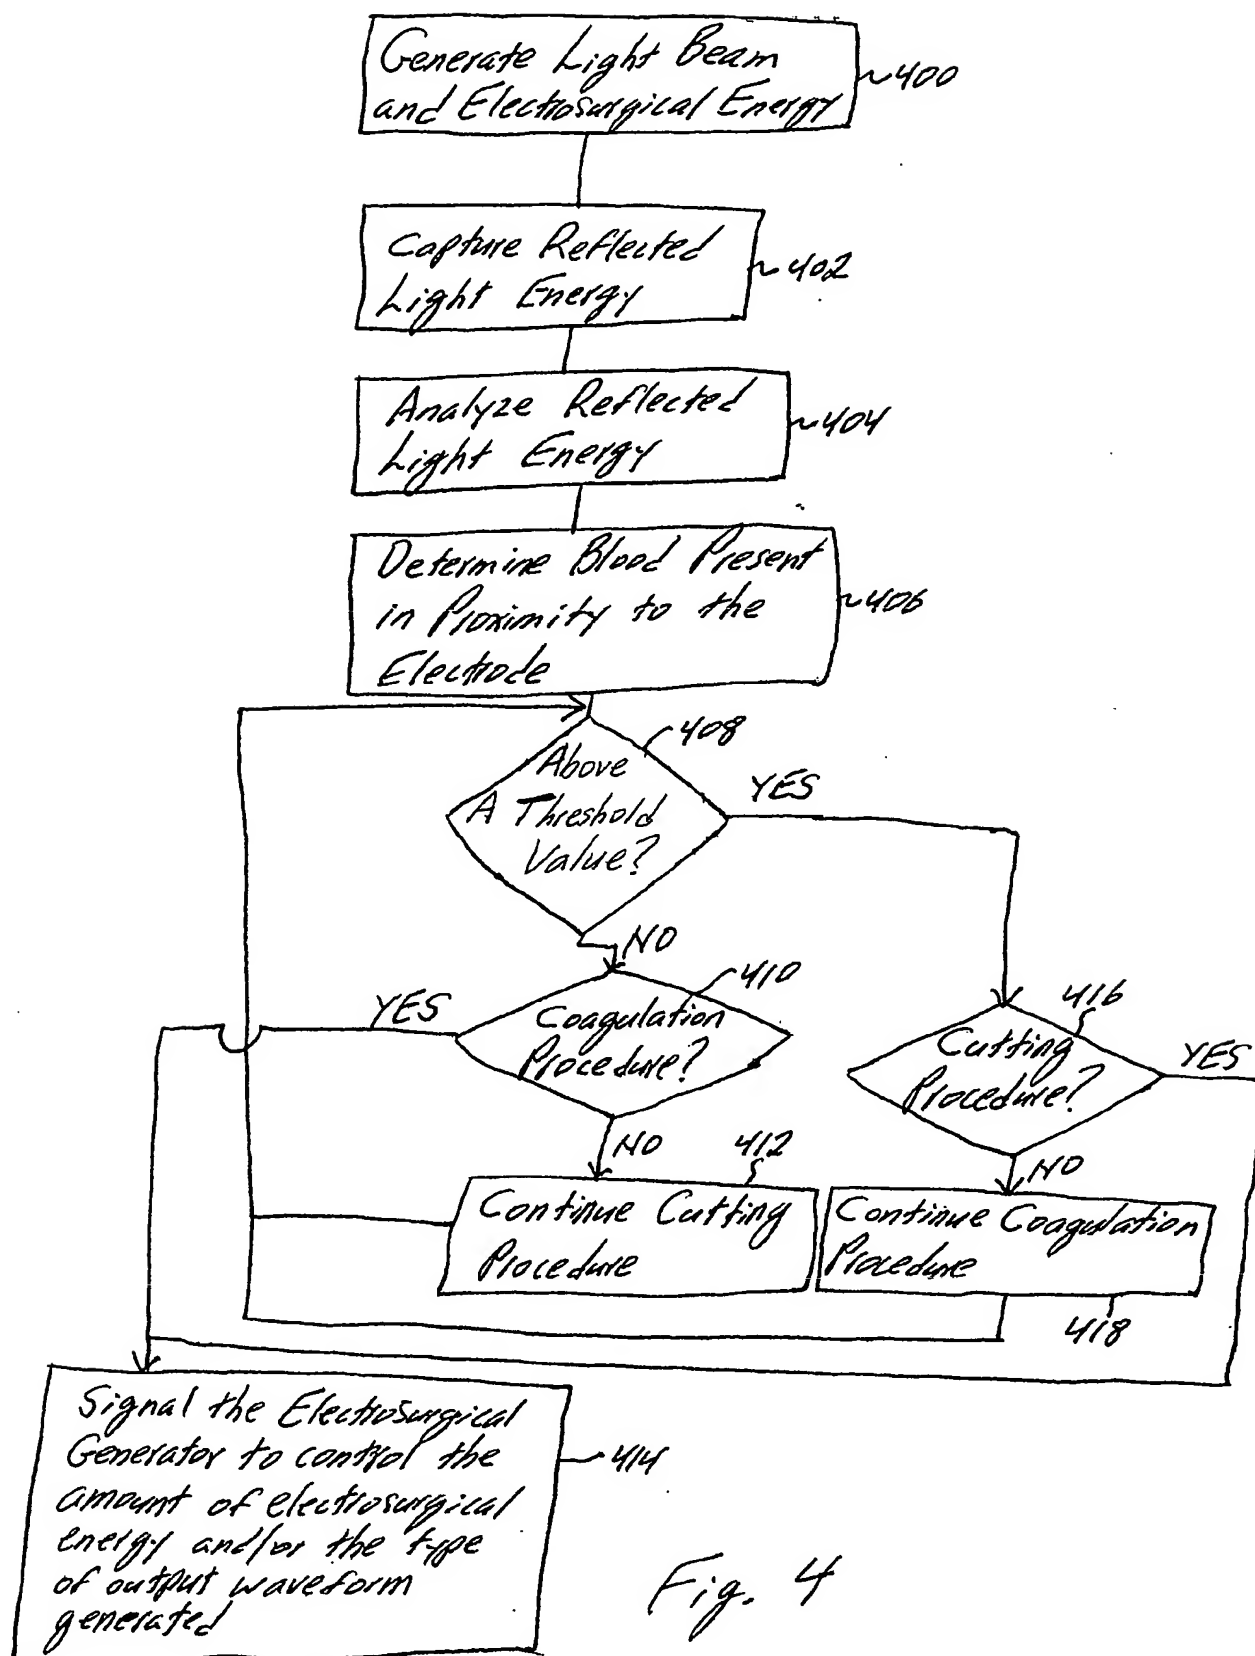 Generate Light Beam
and Electrosurgical Energy
~400
Capture Reflected
Light Energy
~402
Analyze Reflected
Light Energy
~404
Determine Blood Present
in Proximity to the
Electrode
~406
408
Above
A Threshold
Value?
YES
NO
410
YES
Coagulation
Procedure?
416
Cutting
Procedure?
YES
NO
412
NO
Continue Cutting
Procedure
Continue Coagulation
Procedure
418
Signal the ElectroSurgical
Generator to control the
amount of electrosurgical
energy and/or the type
of output waveform
generated
414
Fig. 4